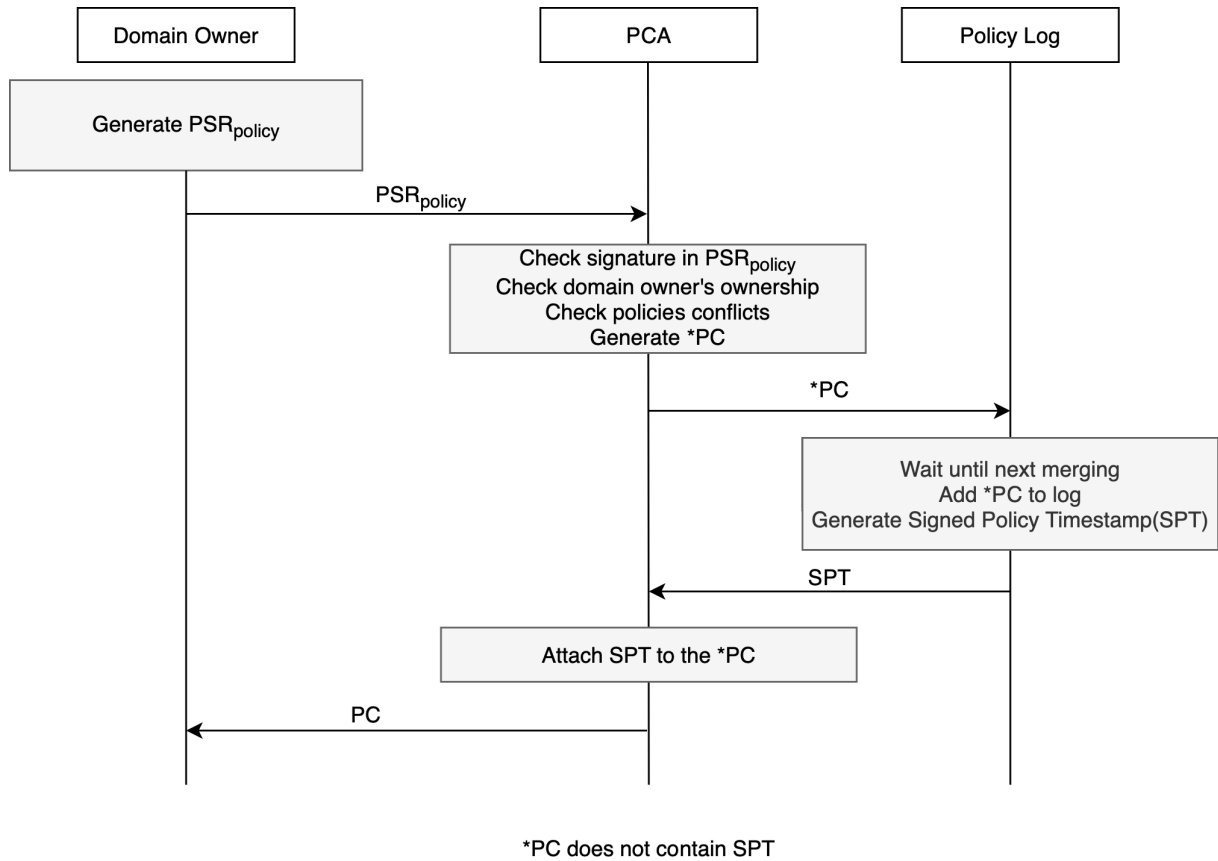 Domain Owner
PCA
Policy Log
Generate PSRpolicy
PSRpolicy
Check signature in PSRpolicy
Check domain owner's ownership
Check policies conflicts
Generate *PC
*PC
Wait until next merging
Add *PC to log
Generate Signed Policy Timestamp(SPT)
SPT
Attach SPT to the *PC
PC
*PC does not contain SPT